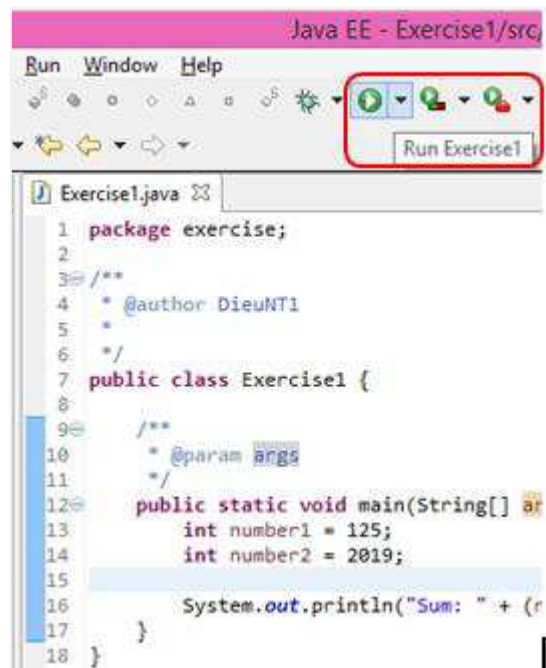 Java EE - Exercise1/src/
Run Window Help
Run Exercise1
Exercise1.java
1 package exercise;
2
3 /**
4 * @author DieuNT1
5 *
6 */
7 public class Exercise1 {
8
9 /**
10 * @param args
11 */
12 public static void main(String[] ar
13 int number1 = 125;
14 int number2 = 2019;
15
16 System.out.println("Sum: " + (
17 }
18 }